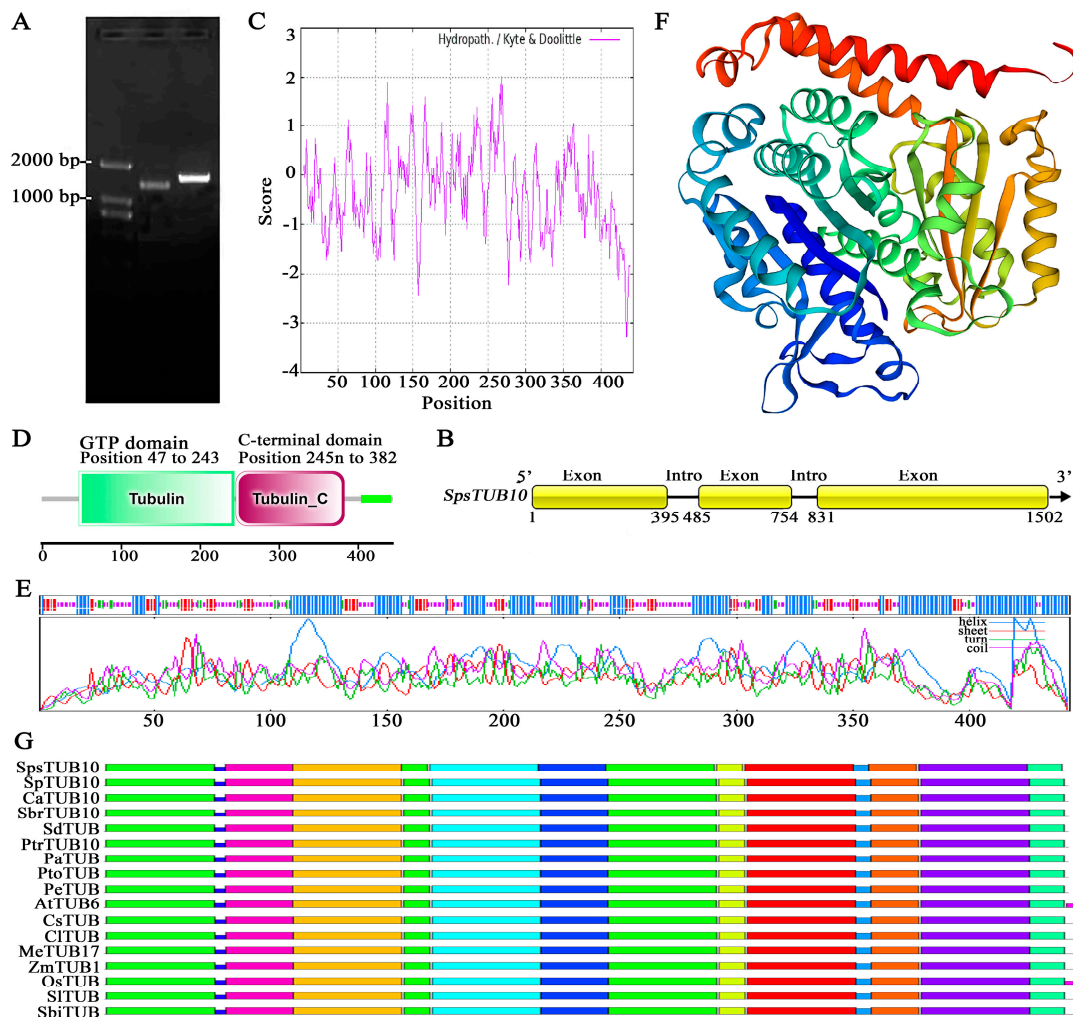 A
2000 bp
1000 bp
C
Hydropath. / Kyte & Doolittle
3
2
1
0
-1
-2
-3
-4
Score
50 100 150 200 250 300 350 400
Position
F
D
GTP domain
Position 47 to 243
C-terminal domain
Position 245n to 382
Tubulin
Tubulin_C
0 100 200 300 400
B
5’ Exon Intro Exon Intro Exon 3’
SpsTUB10
1 395 485 754 831 1502
E
helix
sheet
turn
coil
50 100 150 200 250 300 350 400
G
SpsTUB10
SpTUB10
CaTUB10
SbrTUB10
SdTUB
PtrTUB10
PaTUB
PtoTUB
PeTUB
AtTUB6
CsTUB
ClTUB
MeTUB17
ZmTUB1
OsTUB
SlTUB
SbiTUB